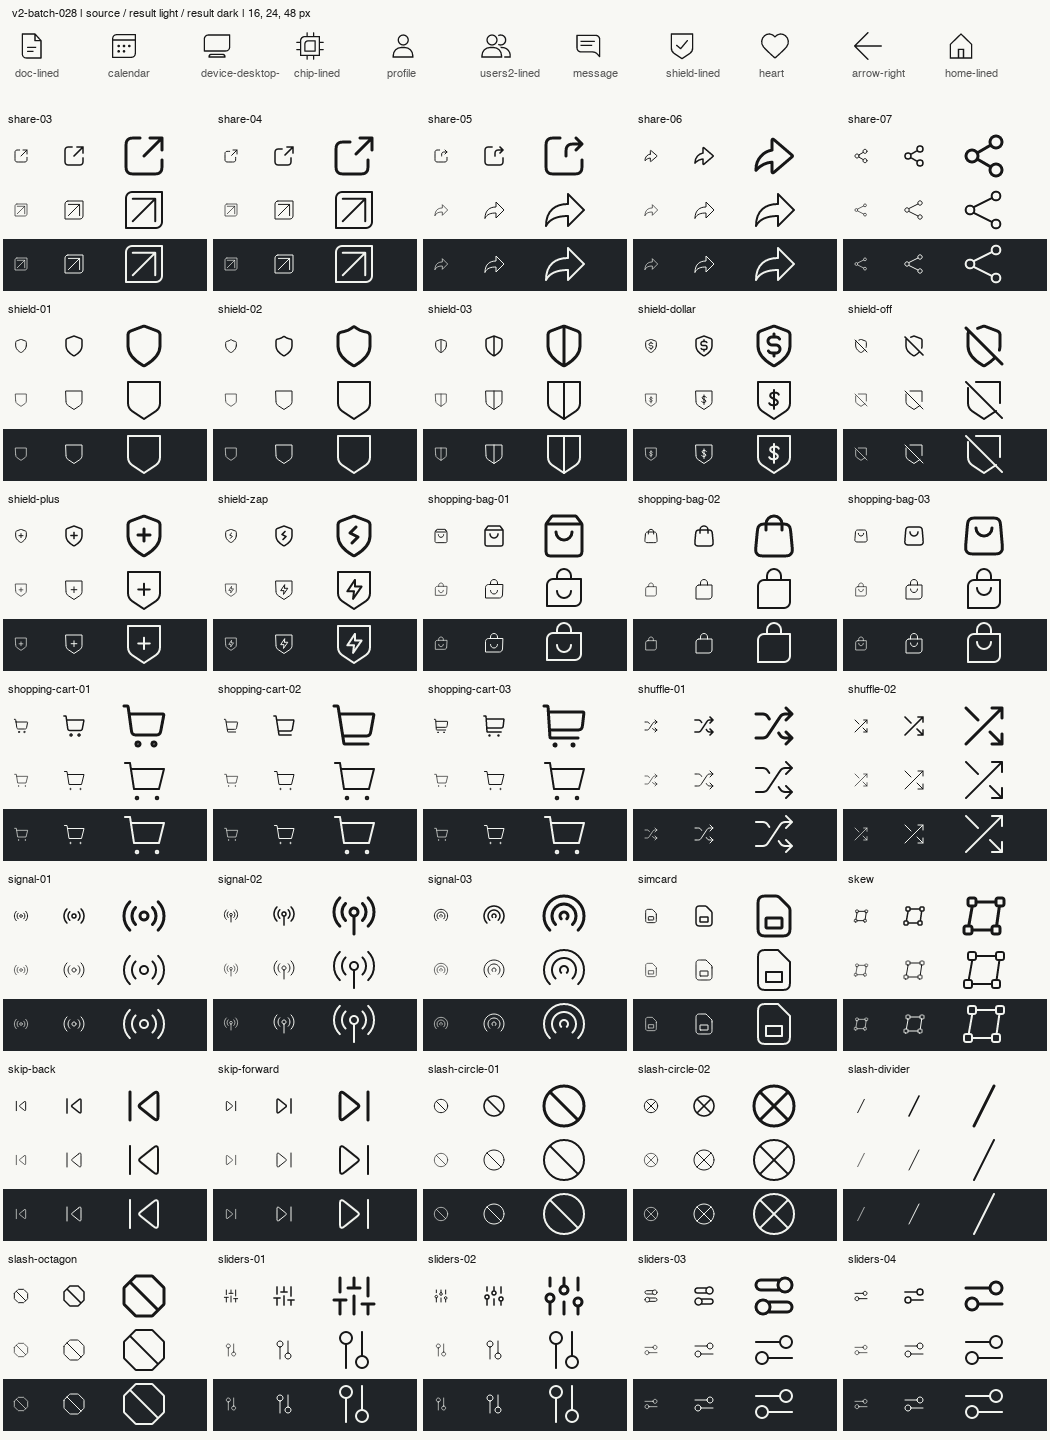 v2-batch-028 | source / result light / result dark | 16, 24, 48 px
doc-lined calendar device-desktop- chip-lined profile users2-lined message shield-lined heart arrow-right home-lined
share-03 share-04 share-05 share-06 share-07
shield-01 shield-02 shield-03 shield-dollar shield-off
shield-plus shield-zap shopping-bag-01 shopping-bag-02 shopping-bag-03
shopping-cart-01 shopping-cart-02 shopping-cart-03 shuffle-01 shuffle-02
signal-01 signal-02 signal-03 simcard skew
skip-back skip-forward slash-circle-01 slash-circle-02 slash-divider
slash-octagon sliders-01 sliders-02 sliders-03 sliders-04